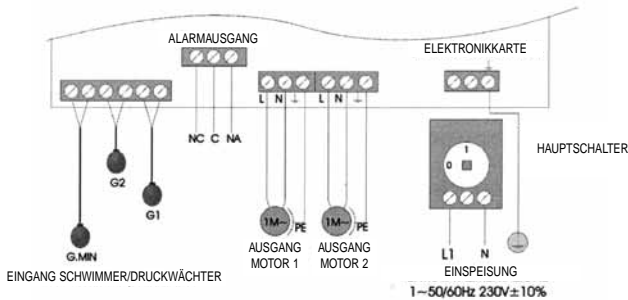 ALARMAUSGANG
ELEKTRONIKKARTE
L N L N
NC C NA
HAUPTSCHALTER
1
0
G2
G1
1M~ PE 1M~ PE
G.MIN
AUSGANG MOTOR 1
AUSGANG MOTOR 2
L1 N
EINGANG SCHWIMMER/DRUCKWÄCHTER
EINSPEISUNG
1~50/60Hz 230V±10%